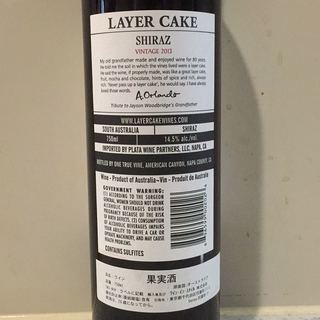 LAYER CAKE
SHIRAZ
VINTAGE 2013
My old grandfather made and enjoyed wine for 80 years.
He told me the soil in which the vines lived were a layer cake.
He said the wine, if properly made, was like a great layer cake,
fruit, mocha and chocolate, hints of spice and rich, always
rich. 'Never pass up a layer cake', he would say. I have always
loved those words.
A. Orlando
Tribute to Jayson Woodbridge's Grandfather
WWW.LAYERCAKEWINES.COM
SOUTH AUSTRALIA SHIRAZ
750ml 14.5% alc./vol.
IMPORTED BY PLATA WINE PARTNERS, LLC, NAPA, CA
BOTTLED BY ONE TRUE VINE, AMERICAN CANYON, NAPA COUNTY, CA
Wine - Product of Australia - Vin - Produit de Australie
GOVERNMENT WARNING:
(1) ACCORDING TO THE SURGEON
GENERAL, WOMEN SHOULD NOT DRINK
ALCOHOLIC BEVERAGES DURING
PREGNANCY BECAUSE OF THE RISK
OF BIRTH DEFECTS. (2) CONSUMPTION
OF ALCOHOLIC BEVERAGES IMPAIRS
YOUR ABILITY TO DRIVE A CAR OR
OPERATE MACHINERY, AND MAY CAUSE
HEALTH PROBLEMS.
CONTAINS SULFITES
果実酒